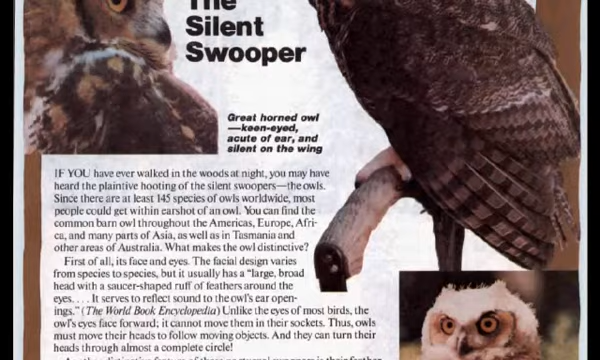 The
Silent
Swooper
Great horned owl
—keen-eyed,
acute of ear, and
silent on the wing
IF YOU have ever walked in the woods at night, you may have
heard the plaintive hooting of the silent swoopers—the owls.
Since there are at least 145 species of owls worldwide, most
people could get within earshot of an owl. You can find the
common barn owl throughout the Americas, Europe, Afri-
ca, and many parts of Asia, as well as in Tasmania and
other areas of Australia. What makes the owl distinctive?
First of all, its face and eyes. The facial design varies
from species to species, but it usually has a “large, broad
head with a saucer-shaped ruff of feathers around the
eyes. . . . It serves to reflect sound to the owl's ear open-
ings.” (The World Book Encyclopedia) Unlike the eyes of most birds, the
owl's eyes face forward; it cannot move them in their sockets. Thus, owls
must move their heads to follow moving objects. And they can turn their
heads through almost a complete circle!